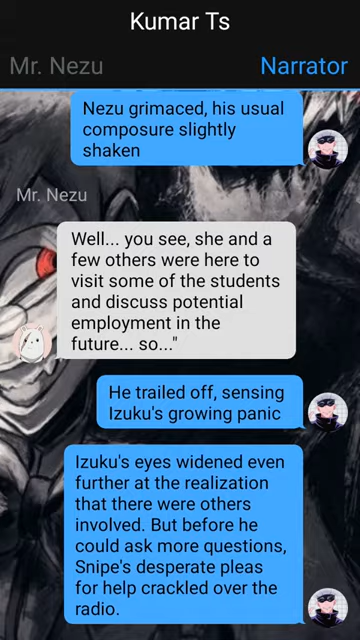 Kumar Ts
Mr. Nezu
Narrator
Nezu grimaced, his usual
composure slightly
shaken
Mr. Nezu
Well... you see, she and a
few others were here to
visit some of the students
and discuss potential
employment in the
future... so..."
He trailed off, sensing
Izuku's growing panic
Izuku's eyes widened even
further at the realization
that there were others
involved. But before he
could ask more questions,
Snipe's desperate pleas
for help crackled over the
radio.